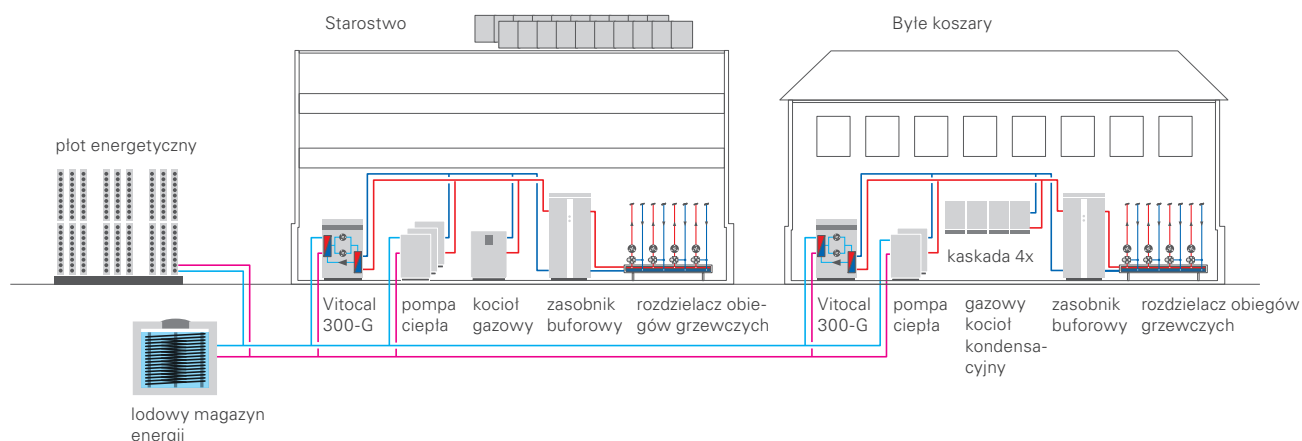 Starostwo
Byłe koszary
płot energetyczny
kaskada 4x
Vitocal
300-G
pompa
ciepła
kocioł
gazowy
zasobnik
buforowy
rozdzielacz obie-
gów grzewczych
Vitocal
300-G
pompa
ciepła
gazowy
kocioł
kondensa-
cyjny
zasobnik
buforowy
rozdzielacz obiegów
grzewczych
lodowy magazyn
energii